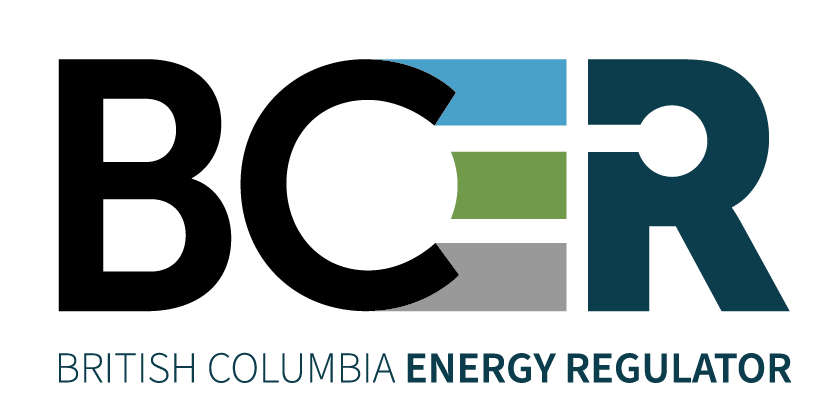 BCER
BRITISH COLUMBIA ENERGY REGULATOR